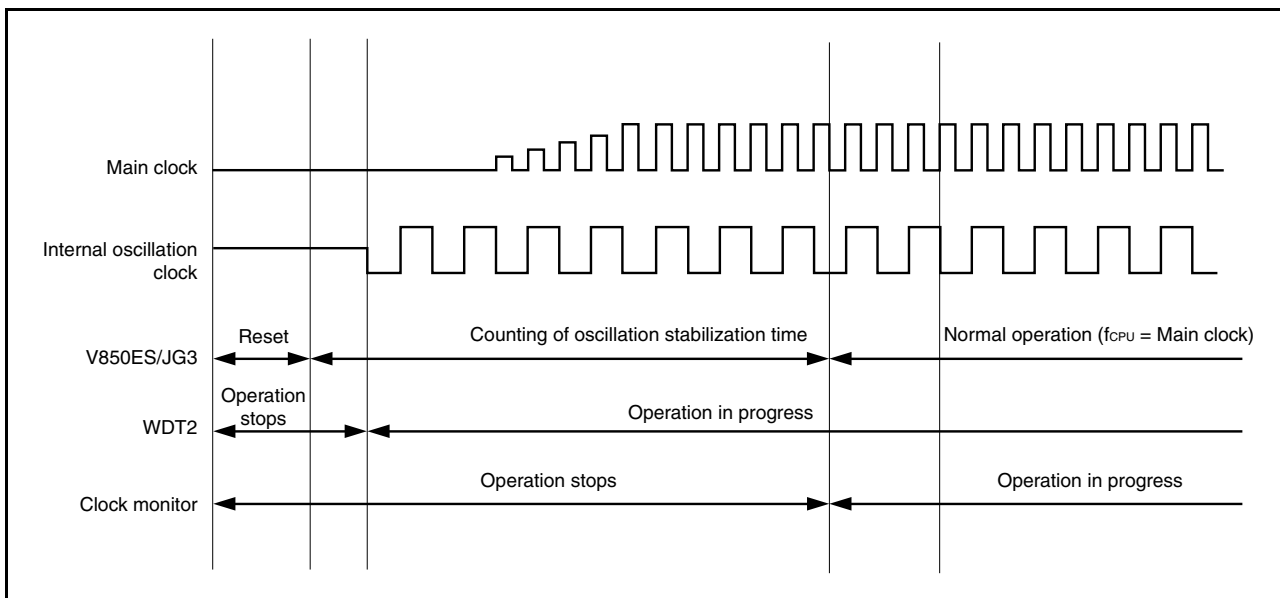 Main clock
Internal oscillation
clock
Reset
Counting of oscillation stabilization time
Normal operation (fCPU = Main clock)
V850ES/JG3
Operation
stops
Operation in progress
WDT2
Operation stops
Operation in progress
Clock monitor